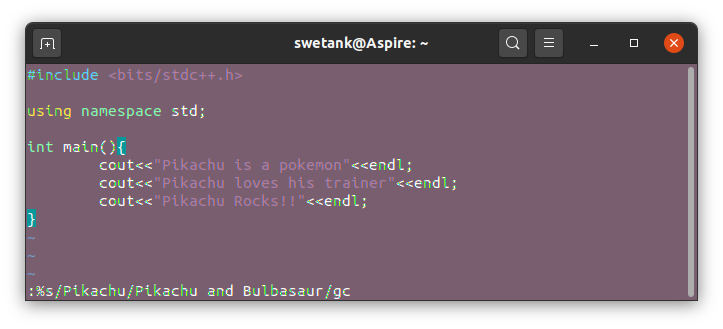 swetank@Aspire: ~
#include <bits/stdc++.h>
using namespace std;
int main(){
        cout<<"Pikachu is a pokemon"<<endl;
        cout<<"Pikachu loves his trainer"<<endl;
        cout<<"Pikachu Rocks!!"<<endl;
}
~
~
~
:%s/Pikachu/Pikachu and Bulbasaur/gc